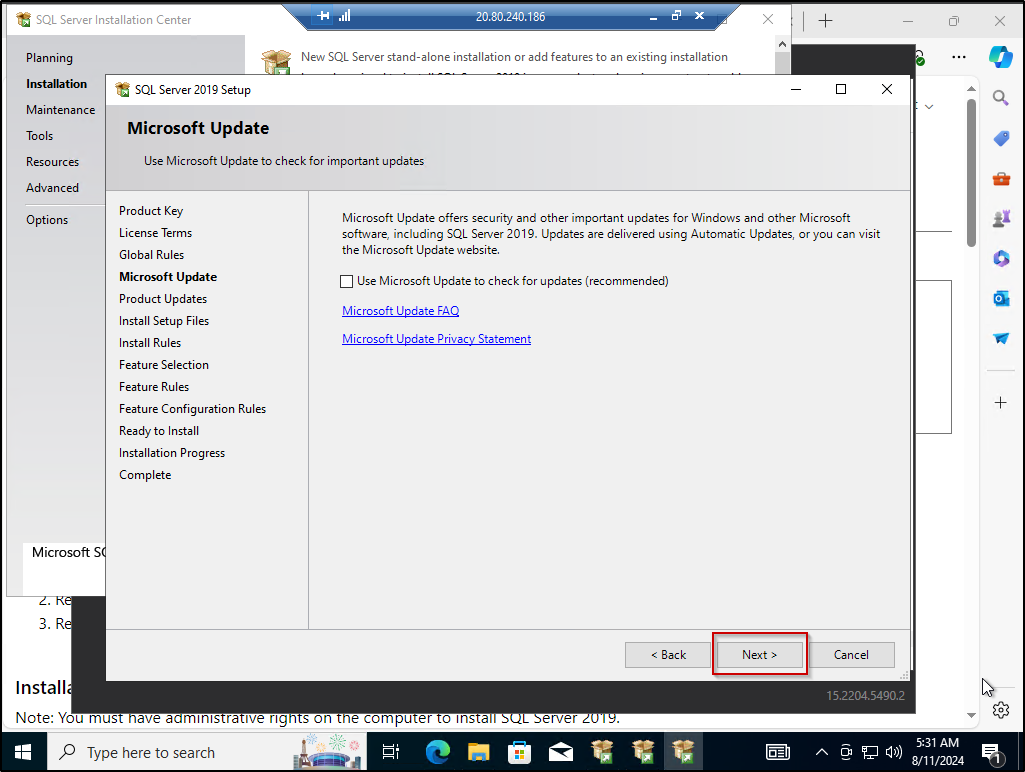 SQL Server Installation Center
20.80.240.186
Planning
Installation
Maintenance
Tools
Resources
Advanced
Options
New SQL Server stand-alone installation or add features to an existing installation
SQL Server 2019 Setup
Microsoft Update
Use Microsoft Update to check for important updates
Product Key
License Terms
Global Rules
Microsoft Update
Product Updates
Install Setup Files
Install Rules
Feature Selection
Feature Rules
Feature Configuration Rules
Ready to Install
Installation Progress
Complete
Microsoft Update offers security and other important updates for Windows and other Microsoft
software, including SQL Server 2019. Updates are delivered using Automatic Updates, or you can visit
the Microsoft Update website.
Use Microsoft Update to check for updates (recommended)
Microsoft Update FAQ
Microsoft Update Privacy Statement
< Back
Next >
Cancel
Microsoft SQ
2. Re
3. Re
15.2204.5490.2
Installa
Note: You must have administrative rights on the computer to install SQL Server 2019.
Type here to search
5:31 AM
8/11/2024
1